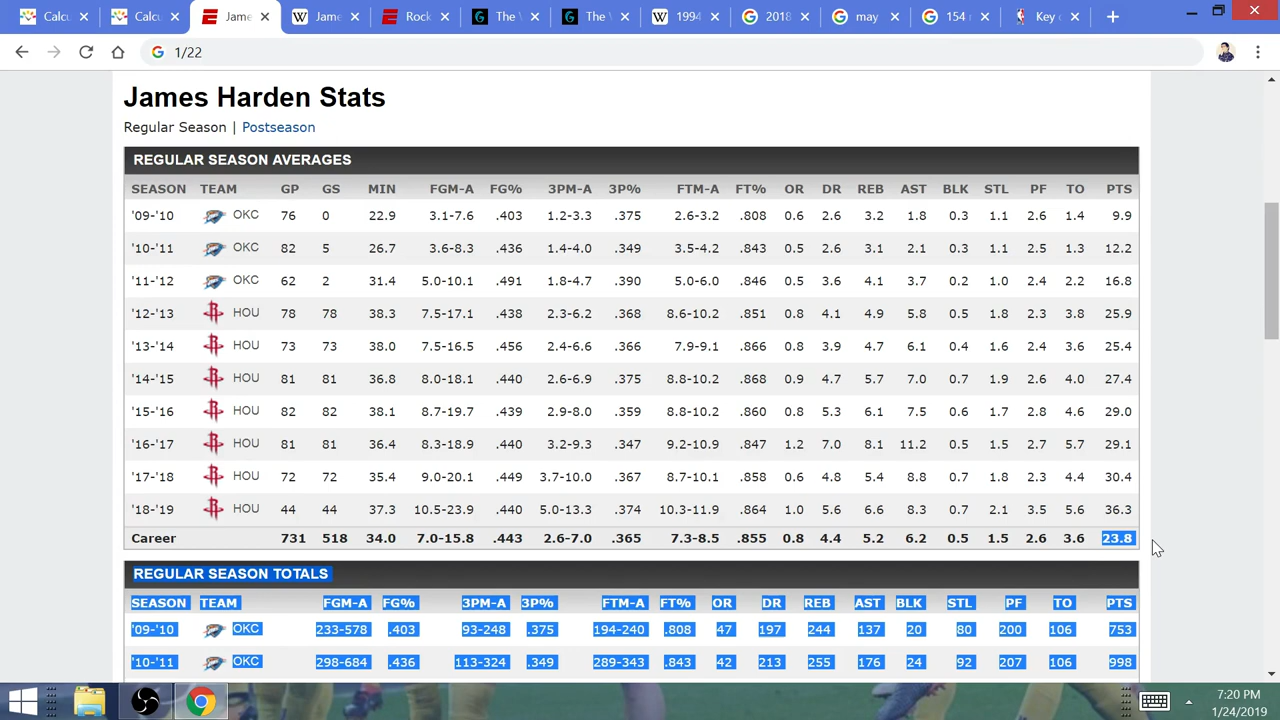 Calcu
Calcu
Jame
Jame
Rock
The \
The \
1994
2018
may
154 r
Key c
1/22
James Harden Stats
Regular Season | Postseason
REGULAR SEASON AVERAGES
SEASON TEAM GP GS MIN FGM-A FG% 3PM-A 3P% FTM-A FT% OR DR REB AST BLK STL PF TO PTS
'09-'10 OKC 76 0 22.9 3.1-7.6 .403 1.2-3.3 .375 2.6-3.2 .808 0.6 2.6 3.2 1.8 0.3 1.1 2.6 1.4 9.9
'10-'11 OKC 82 5 26.7 3.6-8.3 .436 1.4-4.0 .349 3.5-4.2 .843 0.5 2.6 3.1 2.1 0.3 1.1 2.5 1.3 12.2
'11-'12 OKC 62 2 31.4 5.0-10.1 .491 1.8-4.7 .390 5.0-6.0 .846 0.5 3.6 4.1 3.7 0.2 1.0 2.4 2.2 16.8
'12-'13 HOU 78 78 38.3 7.5-17.1 .438 2.3-6.2 .368 8.6-10.2 .851 0.8 4.1 4.9 5.8 0.5 1.8 2.3 3.8 25.9
'13-'14 HOU 73 73 38.0 7.5-16.5 .456 2.4-6.6 .366 7.9-9.1 .866 0.8 3.9 4.7 6.1 0.4 1.6 2.4 3.6 25.4
'14-'15 HOU 81 81 36.8 8.0-18.1 .440 2.6-6.9 .375 8.8-10.2 .868 0.9 4.7 5.7 7.0 0.7 1.9 2.6 4.0 27.4
'15-'16 HOU 82 82 38.1 8.7-19.7 .439 2.9-8.0 .359 8.8-10.2 .860 0.8 5.3 6.1 7.5 0.6 1.7 2.8 4.6 29.0
'16-'17 HOU 81 81 36.4 8.3-18.9 .440 3.2-9.3 .347 9.2-10.9 .847 1.2 7.0 8.1 11.2 0.5 1.5 2.7 5.7 29.1
'17-'18 HOU 72 72 35.4 9.0-20.1 .449 3.7-10.0 .367 8.7-10.1 .858 0.6 4.8 5.4 8.8 0.7 1.8 2.3 4.4 30.4
'18-'19 HOU 44 44 37.3 10.5-23.9 .440 5.0-13.3 .374 10.3-11.9 .864 1.0 5.6 6.6 8.3 0.7 2.1 3.5 5.6 36.3
Career 731 518 34.0 7.0-15.8 .443 2.6-7.0 .365 7.3-8.5 .855 0.8 4.4 5.2 6.2 0.5 1.5 2.6 3.6 23.8
REGULAR SEASON TOTALS
SEASON TEAM FGM-A FG% 3PM-A 3P% FTM-A FT% OR DR REB AST BLK STL PF TO PTS
'09-'10 OKC 233-578 .403 93-248 .375 194-240 .808 47 197 244 137 20 80 200 106 753
'10-'11 OKC 298-684 .436 113-324 .349 289-343 .843 42 213 255 176 24 92 207 106 998
7:20 PM
1/24/2019